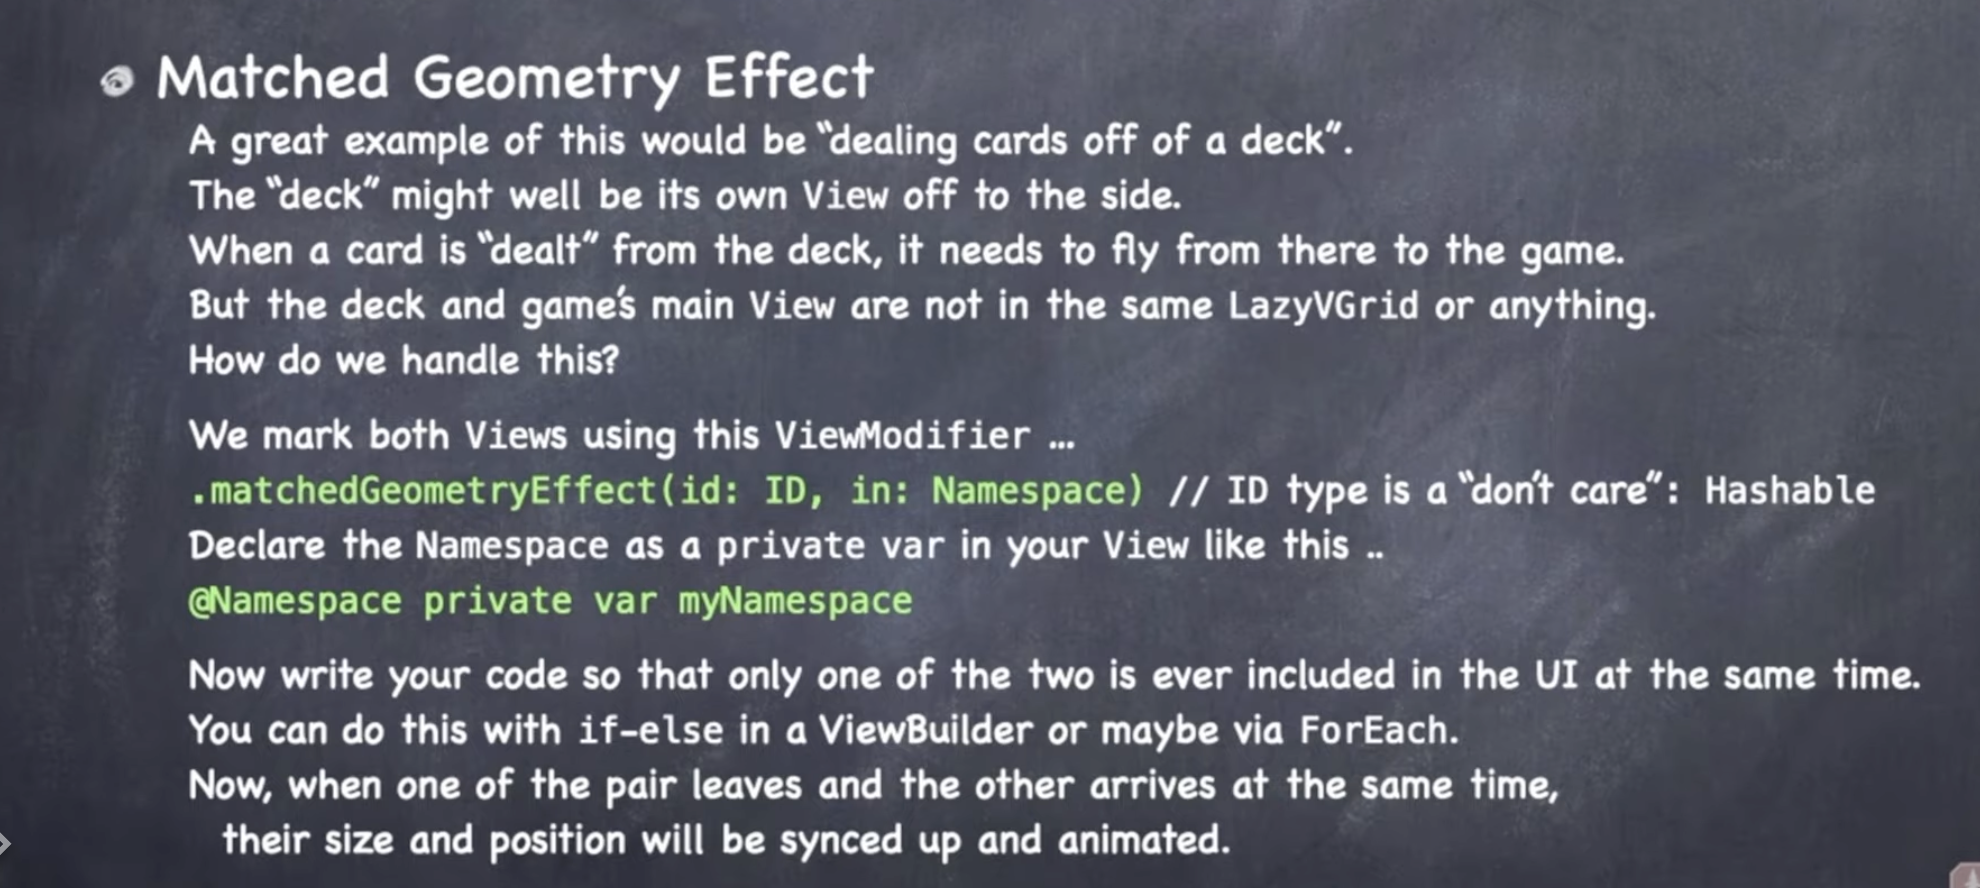 Matched Geometry Effect
A great example of this would be “dealing cards off of a deck”.
The “deck” might well be its own View off to the side.
When a card is “dealt” from the deck, it needs to fly from there to the game.
But the deck and game’s main View are not in the same LazyVGrid or anything.
How do we handle this?
We mark both Views using this ViewModifier ...
.matchedGeometryEffect(id: ID, in: Namespace) // ID type is a “don’t care”: Hashable
Declare the Namespace as a private var in your View like this ..
@Namespace private var myNamespace
Now write your code so that only one of the two is ever included in the UI at the same time.
You can do this with if-else in a ViewBuilder or maybe via ForEach.
Now, when one of the pair leaves and the other arrives at the same time,
their size and position will be synced up and animated.